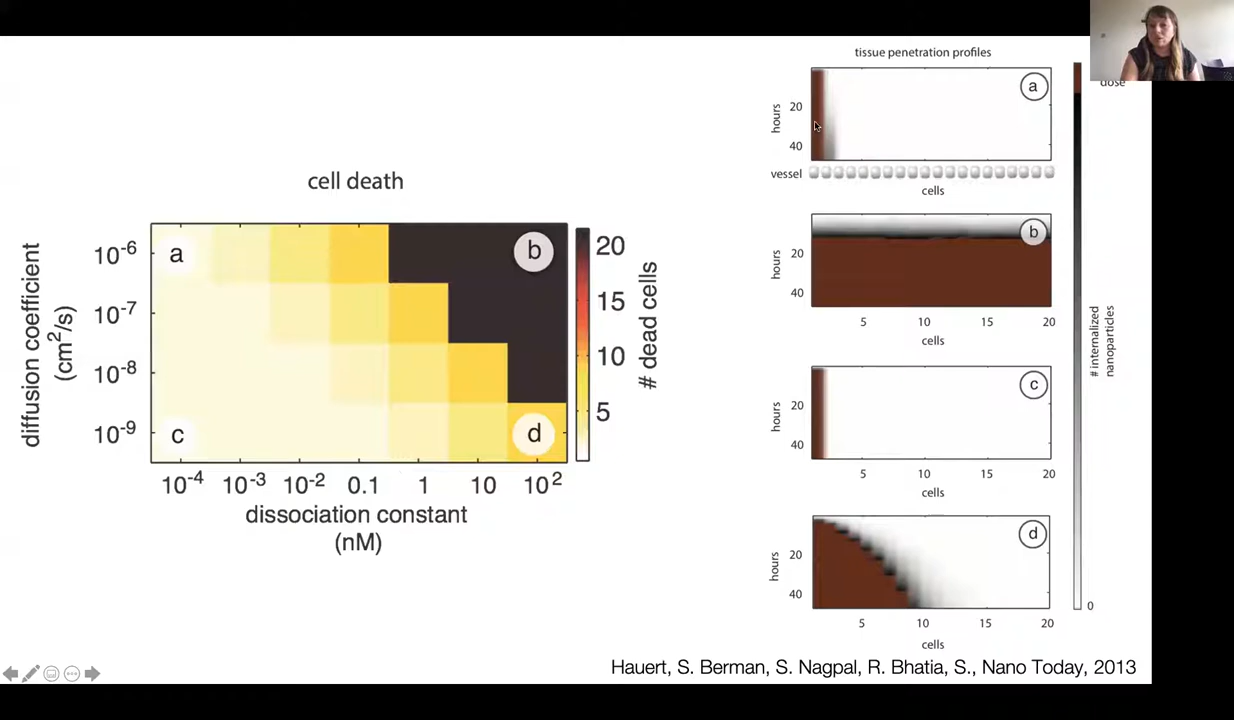 cell death
diffusion coefficient
(cm²/s)
10⁻⁶
10⁻⁷
10⁻⁸
10⁻⁹
a
b
c
d
10⁻⁴ 10⁻³ 10⁻² 0.1 1 10 10²
dissociation constant
(nM)
20
15
10
5
# dead cells
tissue penetration profiles
hours
20
40
a
vessel
cells
hours
20
40
b
5 10 15 20
cells
hours
20
40
c
5 10 15 20
cells
hours
20
40
d
5 10 15 20
cells
dose
# internalized
nanoparticles
0
Hauert, S. Berman, S. Nagpal, R. Bhatia, S., Nano Today, 2013